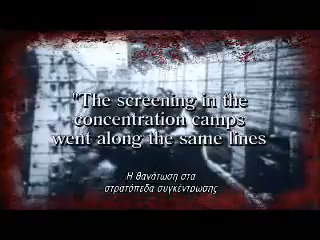 "The screening in the
concentration camps
went along the same lines
Η θανάτωση στα
στρατόπεδα συγκέντρωσης